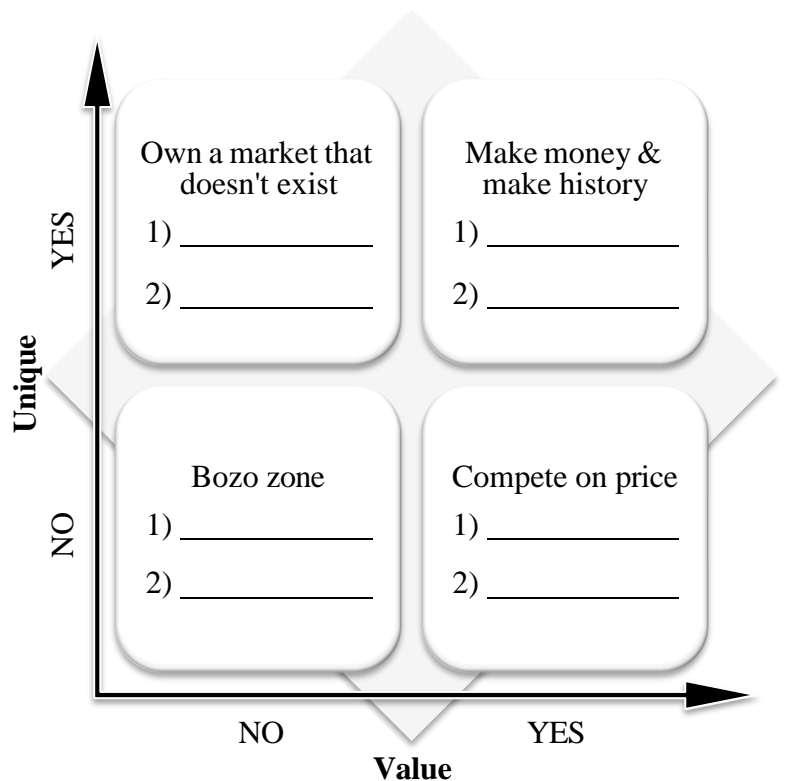 Own a market that
doesn't exist
1)
2)
Make money &
make history
1)
2)
Bozo zone
1)
2)
Compete on price
1)
2)
YES
Unique
NO
NO
YES
Value